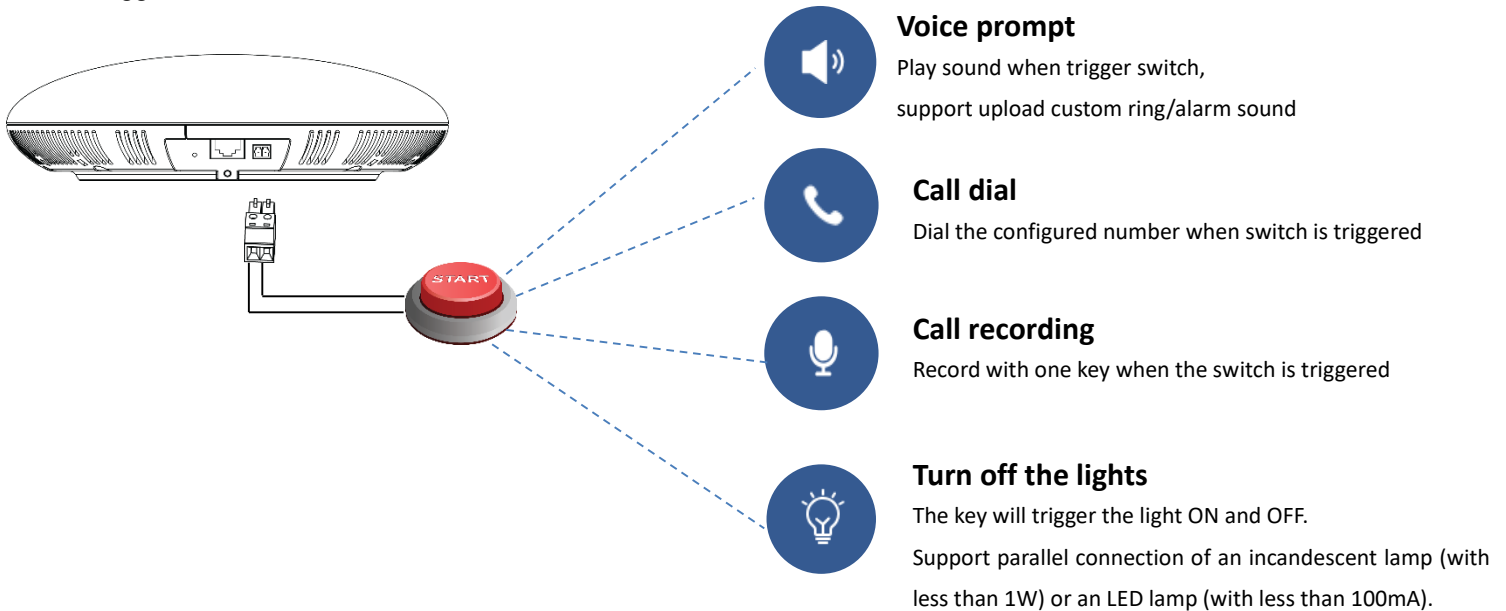 Voice prompt
Play sound when trigger switch,
support upload custom ring/alarm sound
Call dial
Dial the configured number when switch is triggered
START
Call recording
Record with one key when the switch is triggered
Turn off the lights
The key will trigger the light ON and OFF.
Support parallel connection of an incandescent lamp (with
less than 1W) or an LED lamp (with less than 100mA).